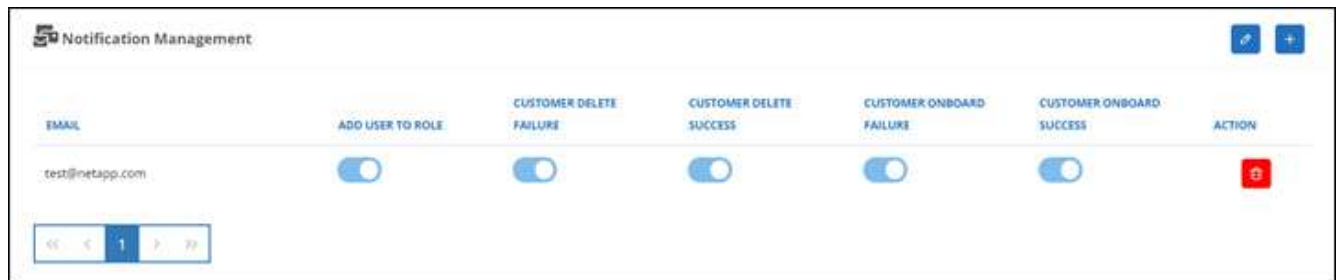 Notification Management
EMAIL
ADD USER TO ROLE
CUSTOMER DELETE
FAILURE
CUSTOMER DELETE
SUCCESS
CUSTOMER ONBOARD
FAILURE
CUSTOMER ONBOARD
SUCCESS
ACTION
test@netapp.com
<< < 1 > >>